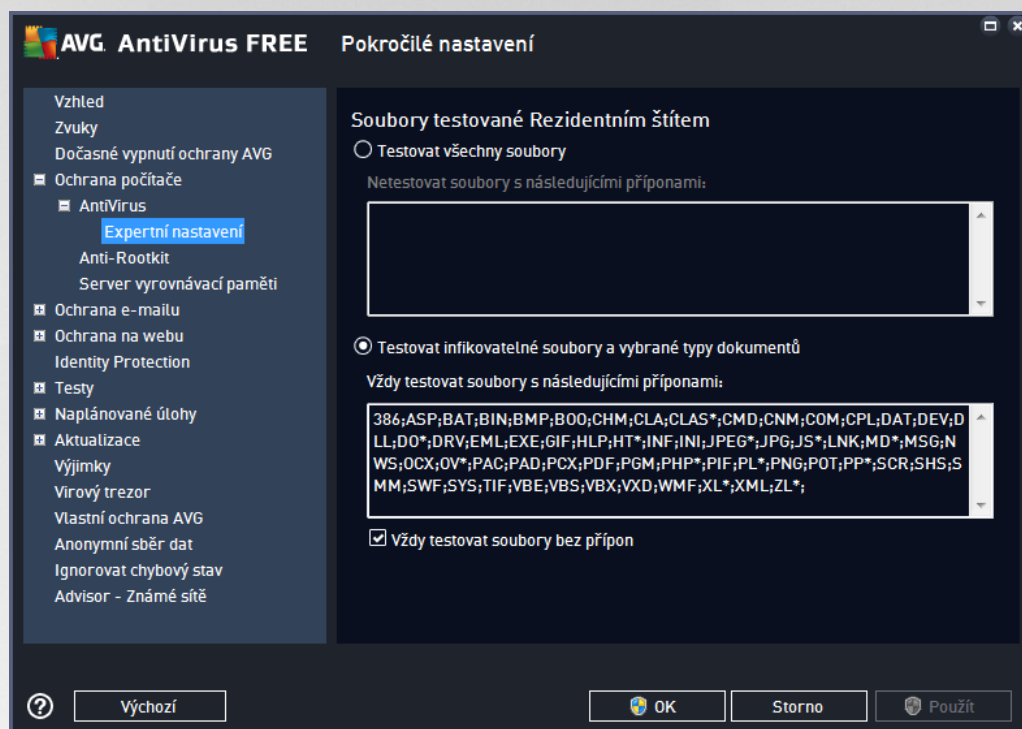 AVG. AntiVirus FREE
Pokročilé nastavení
Vzhled
Zvuky
Dočasné vypnutí ochrany AVG
Ochrana počítače
AntiVirus
Expertní nastavení
Anti-Rootkit
Server vyrovnávací paměti
Ochrana e-mailu
Ochrana na webu
Identity Protection
Testy
Naplánované úlohy
Aktualizace
Výjimky
Virový trezor
Vlastní ochrana AVG
Anonymní sběr dat
Ignorovat chybový stav
Advisor - Známé sítě
Soubory testované Rezidentním štítem
Testovat všechny soubory
Netestovat soubory s následujícími příponami:
Testovat infikovatelné soubory a vybrané typy dokumentů
Vždy testovat soubory s následujícími příponami:
386;ASP;BAT;BIN;BMP;BOO;CHM;CLA;CLAS*;CMD;CNM;COM;CPL;DAT;DEV;D
LL;DO*;DRV;EML;EXE;GIF;HLP;HT*;INF;INI;JPEG*;JPG;JS*;LNK;MD*;MSG;N
WS;OCX;OV*;PAC;PAD;PCX;PDF;PGM;PHP*;PIF;PL*;PNG;POT;PP*;SCR;SHS;S
MM;SWF;SYS;TIF;VBE;VBS;VBX;VXD;WMF;XL*;XML;ZL*;
Vždy testovat soubory bez přípon
?
Výchozí
OK
Storno
Použít